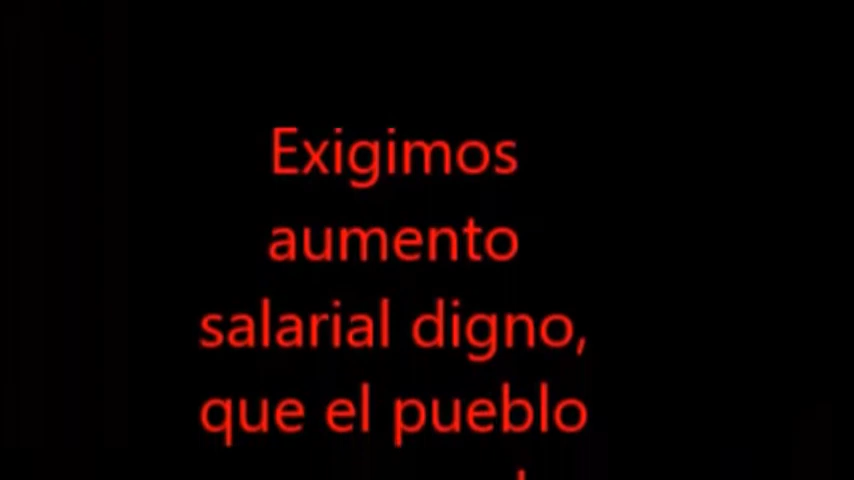 Exigimos
aumento
salarial digno,
que el pueblo